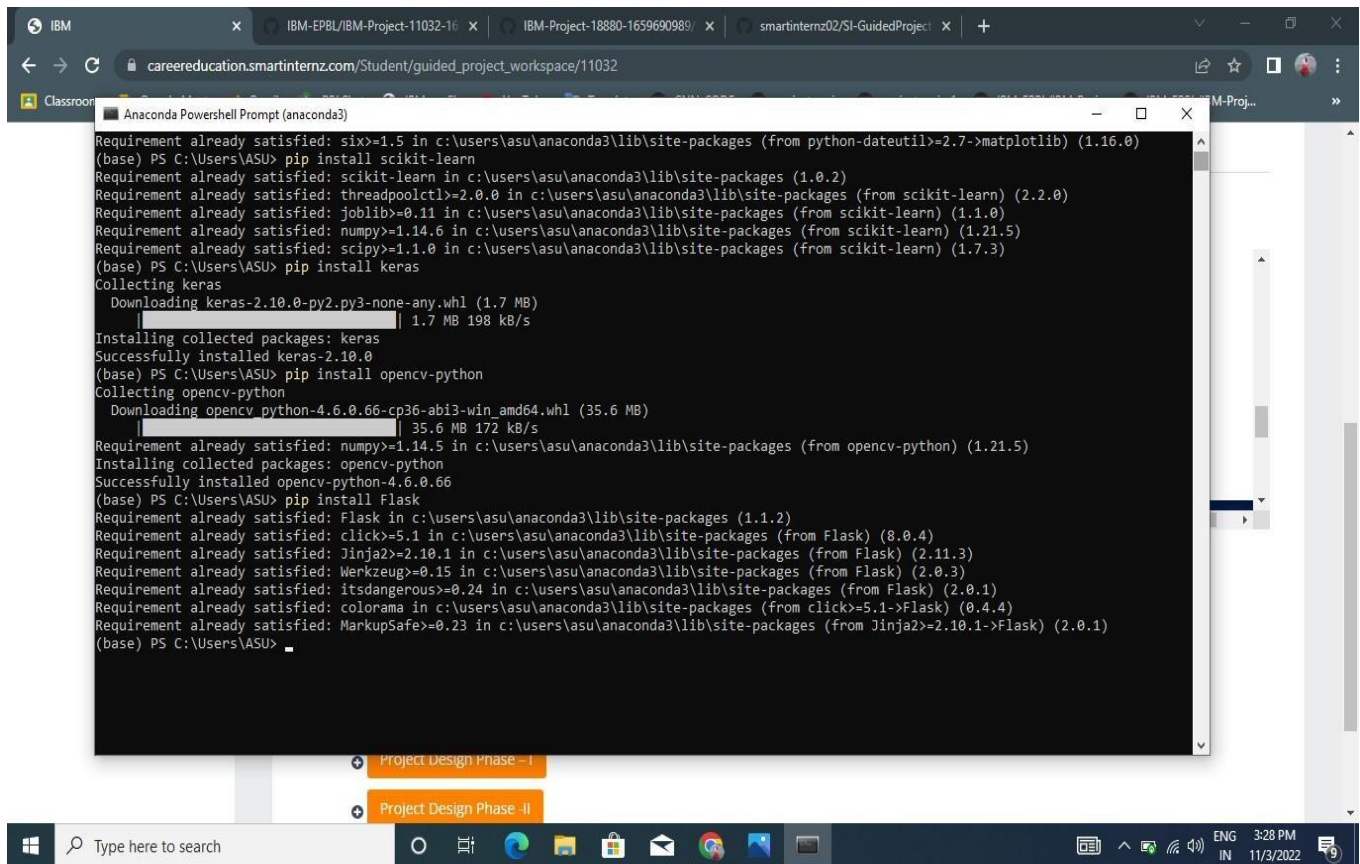 IBM
IBM-EPBL/IBM-Project-11032-16
IBM-Project-18880-1659690989/
smartinternz02/SI-GuidedProject
careereducation.smartinternz.com/Student/guided_project_workspace/11032
Classroo
M-Proj...
»
Anaconda Powershell Prompt (anaconda3)
Requirement already satisfied: six>=1.5 in c:\users\asu\anaconda3\lib\site-packages (from python-dateutil>=2.7->matplotlib) (1.16.0)
(base) PS C:\Users\ASU> pip install scikit-learn
Requirement already satisfied: scikit-learn in c:\users\asu\anaconda3\lib\site-packages (1.0.2)
Requirement already satisfied: threadpoolctl>=2.0.0 in c:\users\asu\anaconda3\lib\site-packages (from scikit-learn) (2.2.0)
Requirement already satisfied: joblib>=0.11 in c:\users\asu\anaconda3\lib\site-packages (from scikit-learn) (1.1.0)
Requirement already satisfied: numpy>=1.14.6 in c:\users\asu\anaconda3\lib\site-packages (from scikit-learn) (1.21.5)
Requirement already satisfied: scipy>=1.1.0 in c:\users\asu\anaconda3\lib\site-packages (from scikit-learn) (1.7.3)
(base) PS C:\Users\ASU> pip install keras
Collecting keras
Downloading keras-2.10.0-py2.py3-none-any.whl (1.7 MB)
| | 1.7 MB 198 kB/s
Installing collected packages: keras
Successfully installed keras-2.10.0
(base) PS C:\Users\ASU> pip install opencv-python
Collecting opencv-python
Downloading opencv_python-4.6.0.66-cp36-abi3-win_amd64.whl (35.6 MB)
| | 35.6 MB 172 kB/s
Requirement already satisfied: numpy>=1.14.5 in c:\users\asu\anaconda3\lib\site-packages (from opencv-python) (1.21.5)
Installing collected packages: opencv-python
Successfully installed opencv-python-4.6.0.66
(base) PS C:\Users\ASU> pip install Flask
Requirement already satisfied: Flask in c:\users\asu\anaconda3\lib\site-packages (1.1.2)
Requirement already satisfied: click>=5.1 in c:\users\asu\anaconda3\lib\site-packages (from Flask) (8.0.4)
Requirement already satisfied: Jinja2>=2.10.1 in c:\users\asu\anaconda3\lib\site-packages (from Flask) (2.11.3)
Requirement already satisfied: Werkzeug>=0.15 in c:\users\asu\anaconda3\lib\site-packages (from Flask) (2.0.3)
Requirement already satisfied: itsdangerous>=0.24 in c:\users\asu\anaconda3\lib\site-packages (from Flask) (2.0.1)
Requirement already satisfied: colorama in c:\users\asu\anaconda3\lib\site-packages (from click>=5.1->Flask) (0.4.4)
Requirement already satisfied: MarkupSafe>=0.23 in c:\users\asu\anaconda3\lib\site-packages (from Jinja2>=2.10.1->Flask) (2.0.1)
(base) PS C:\Users\ASU>
Project Design Phase - I
Project Design Phase -II
Type here to search
ENG
IN
3:28 PM
11/3/2022
9